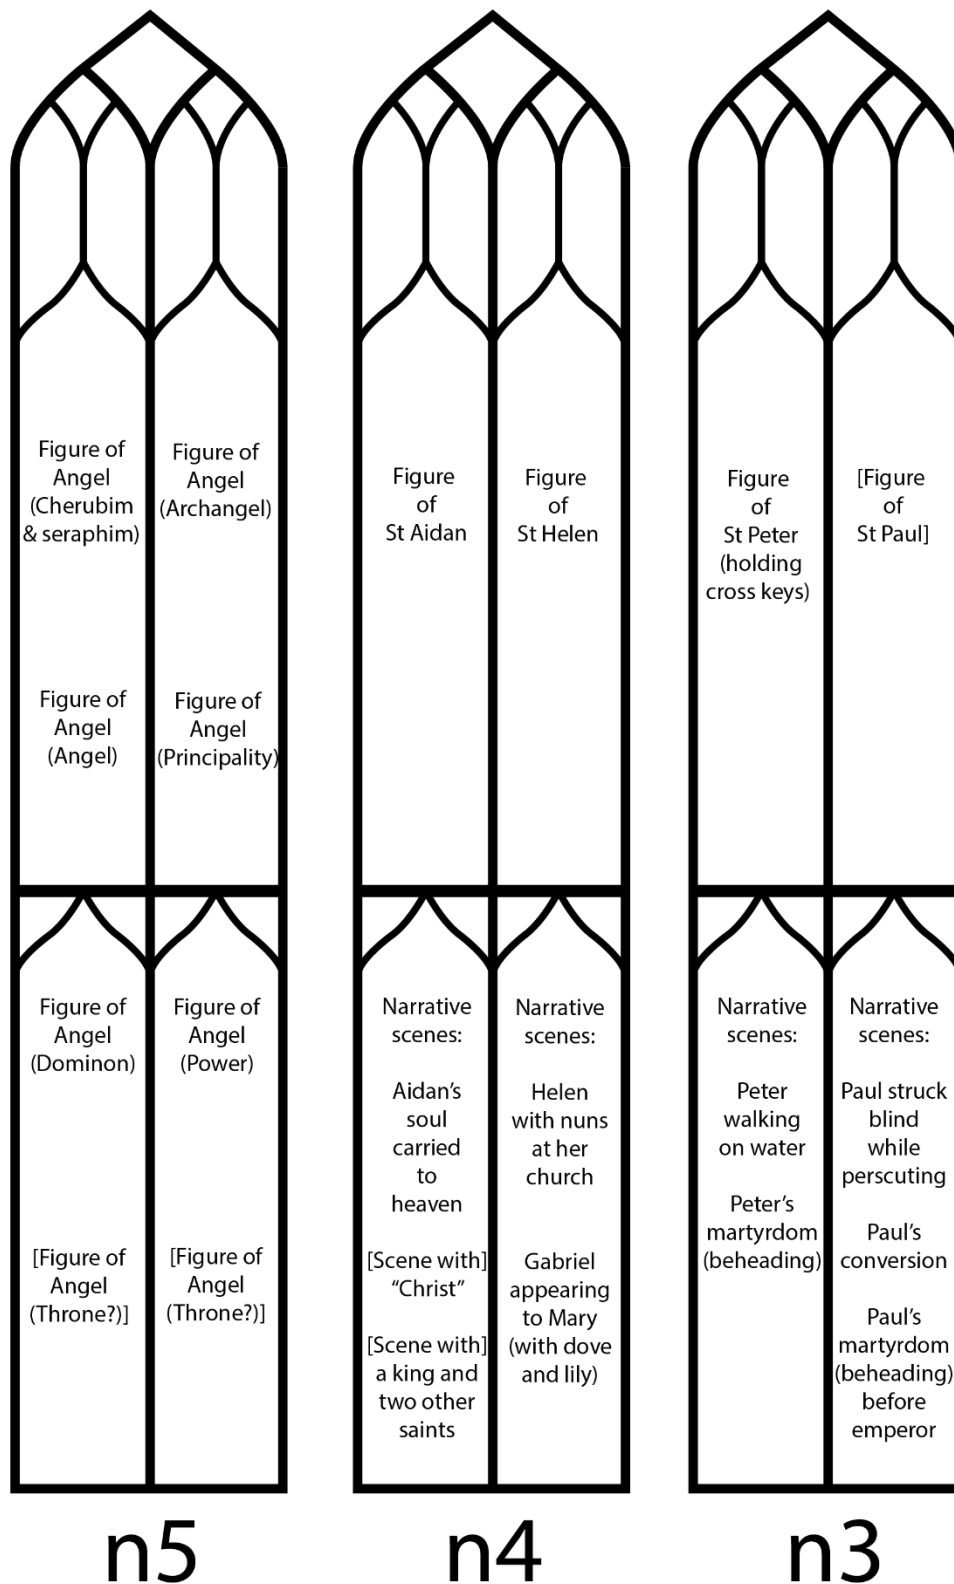 Figure of
Angel
(Cherubim
& seraphim)
Figure of
Angel
(Archangel)
Figure of
Angel
(Angel)
Figure of
Angel
(Principality)
Figure of
Angel
(Dominon)
Figure of
Angel
(Power)
[Figure of
Angel
(Throne?)]
[Figure of
Angel
(Throne?)]
n5
Figure
of
St Aidan
Figure
of
St Helen
Narrative
scenes:
Aidan's
soul
carried
to
heaven
[Scene with]
“Christ”
[Scene with]
a king and
two other
saints
Narrative
scenes:
Helen
with nuns
at her
church
Gabriel
appearing
to Mary
(with dove
and lily)
n4
Figure
of
St Peter
(holding
cross keys)
[Figure
of
St Paul]
Narrative
scenes:
Peter
walking
on water
Peter’s
martyrdom
(beheading)
Narrative
scenes:
Paul struck
blind
while
perscuting
Paul’s
conversion
Paul’s
martyrdom
(beheading)
before
emperor
n3